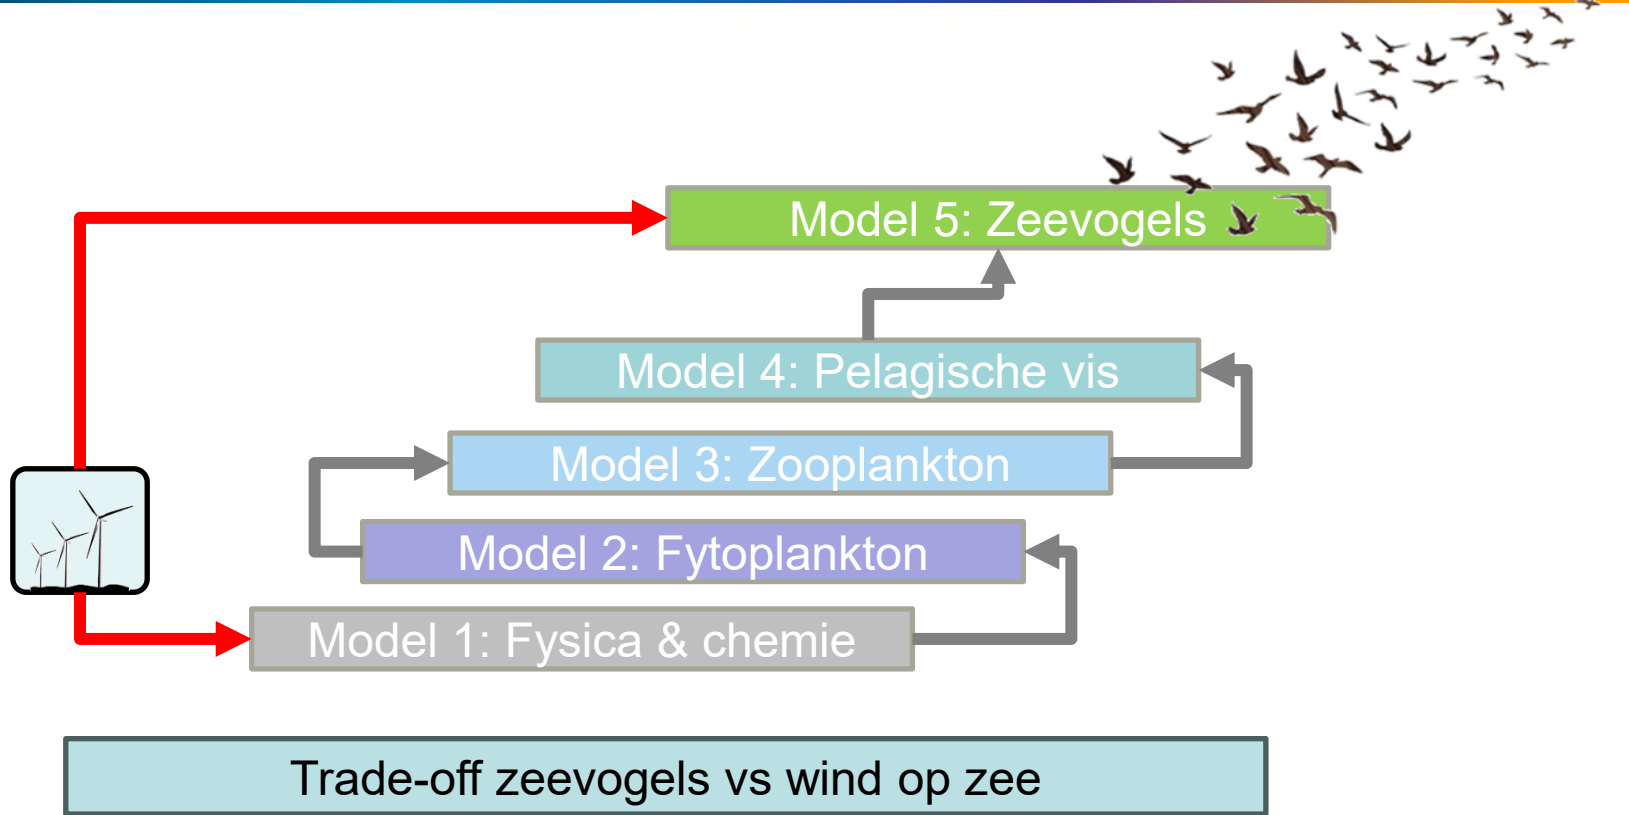 Model 5: Zeevogels
Model 4: Pelagische vis
Model 3: Zooplankton
Model 2: Fytoplankton
Model 1: Fysica & chemie
Trade-off zeevogels vs wind op zee